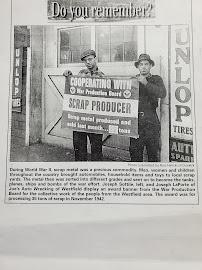 Do you remember?
DUNLOP
COOPERATION WITH
War Production Board
SCRAP PRODUCER
Scrap metal produced and
sold last month... tons
DUNLOP
TIRES
During World War II, scrap metal was a precious commodity. Men, women and children
throughout the country brought automobiles, household items and toys to local scrap
yards. The metal then was sorted into different grades and sent on to become the tanks,
planes, ships and bombs of the war effort. Joseph Sottile, left, and Joseph LaPorte of
Joe's Auto Wrecking of Westfield display an award banner from the War Production
Board for the collective work of the people from the Westfield area. The award was for
processing 35 tons of scrap in November 1942.